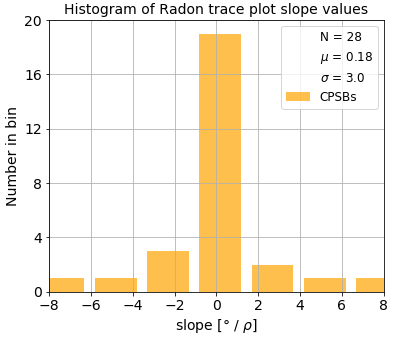 Histogram of Radon trace plot slope values
N = 28
μ = 0.18
σ = 3.0
CPSBs
Number in bin
20
16
12
8
4
0
−8 −6 −4 −2 0 2 4 6 8
slope [° / ρ]